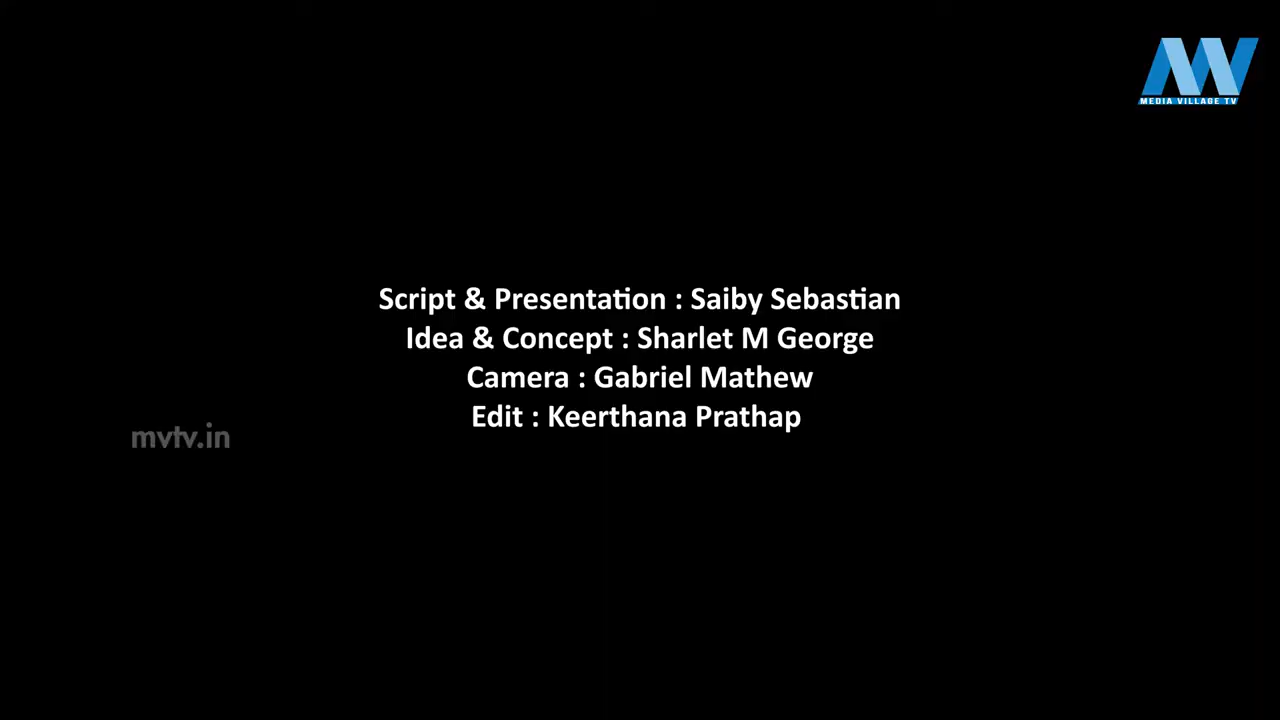 MEDIA VILLAGE TV
Script & Presentation : Saiby Sebastian
Idea & Concept : Sharlet M George
Camera : Gabriel Mathew
Edit : Keerthana Prathap
mvtv.in